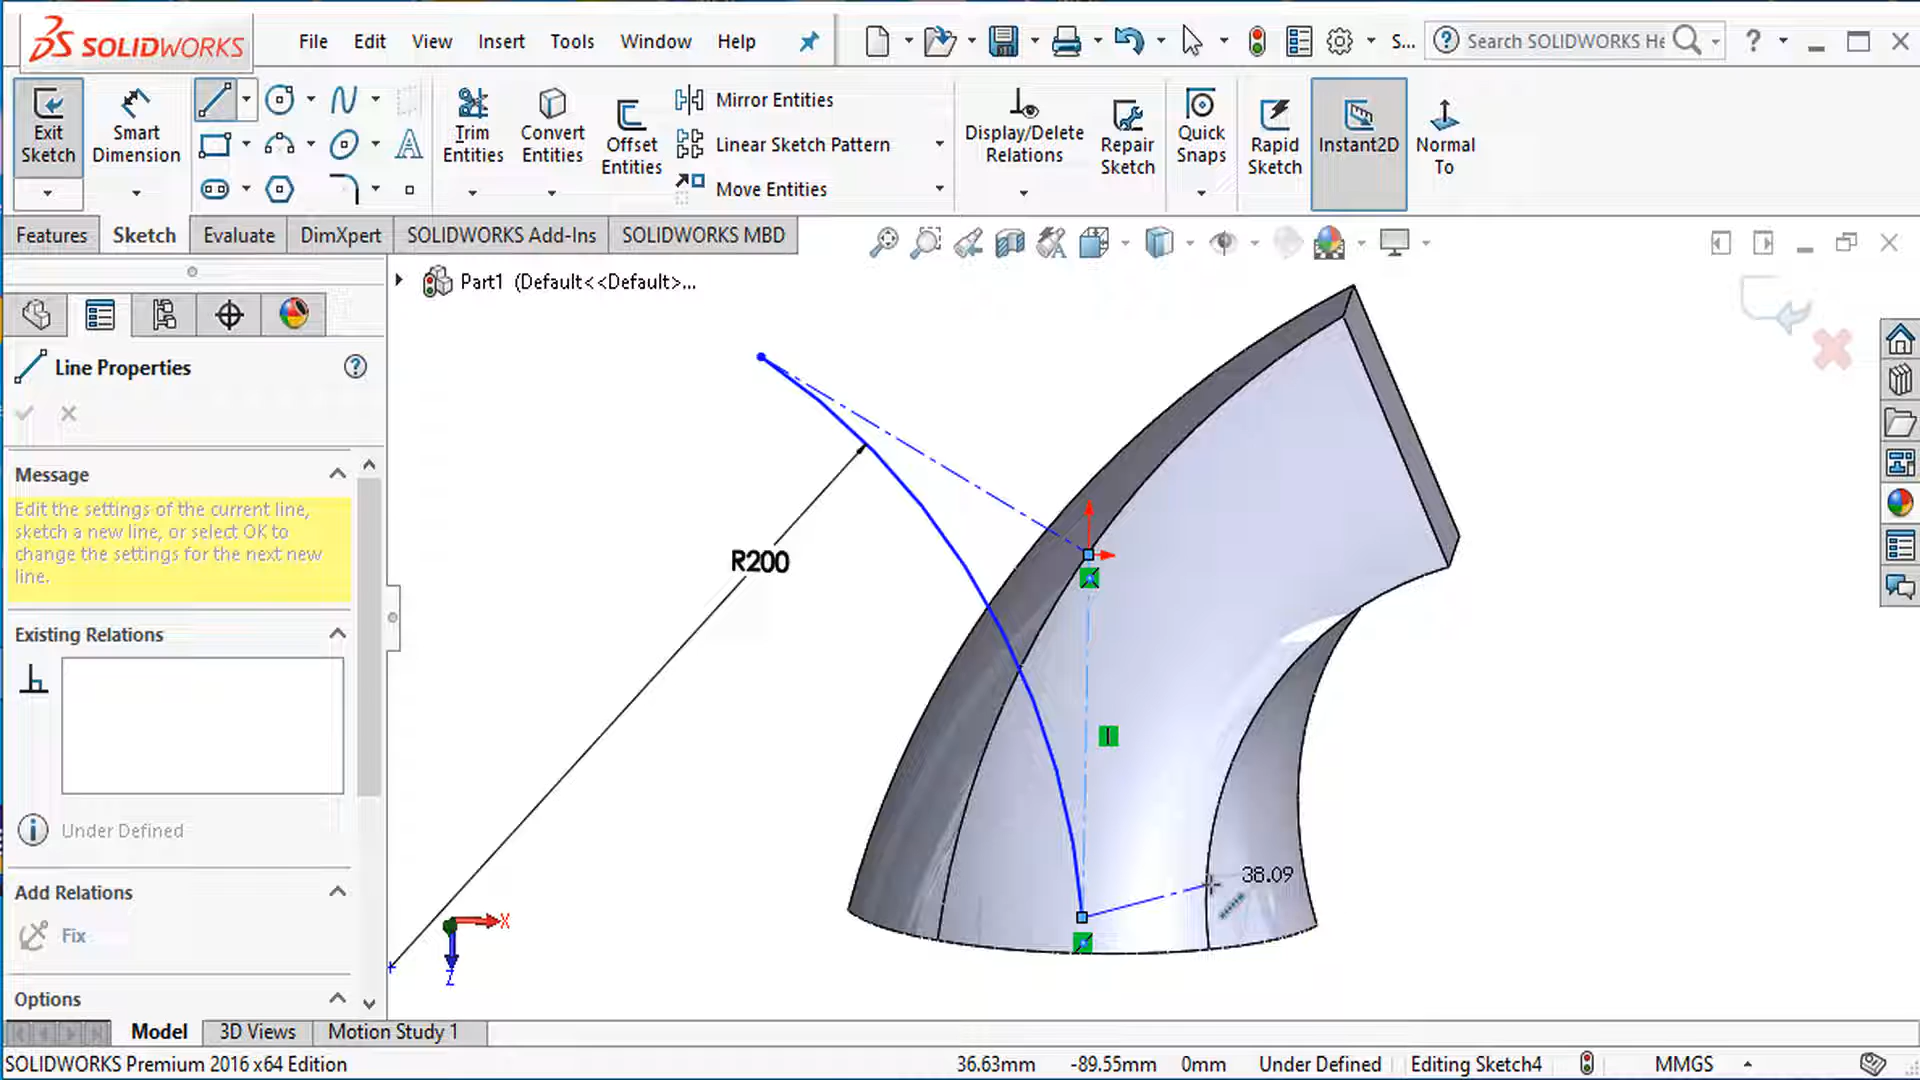 SOLIDWORKS
File Edit View Insert Tools Window Help
S...
Search SOLIDWORKS He
Exit Sketch
Smart Dimension
Trim Entities
Convert Entities
Offset Entities
Mirror Entities
Linear Sketch Pattern
Move Entities
Display/Delete Relations
Repair Sketch
Quick Snaps
Rapid Sketch
Instant2D
Normal To
Features Sketch Evaluate DimXpert SOLIDWORKS Add-Ins SOLIDWORKS MBD
Part1 (Default<<Default>...
Line Properties
Message
Edit the settings of the current line,
sketch a new line, or select OK to
change the settings for the next new
line.
Existing Relations
Under Defined
Add Relations
Fix
Options
R200
38.09
X
Z
Model 3D Views Motion Study 1
SOLIDWORKS Premium 2016 x64 Edition
36.63mm -89.55mm 0mm Under Defined Editing Sketch4 MMGS